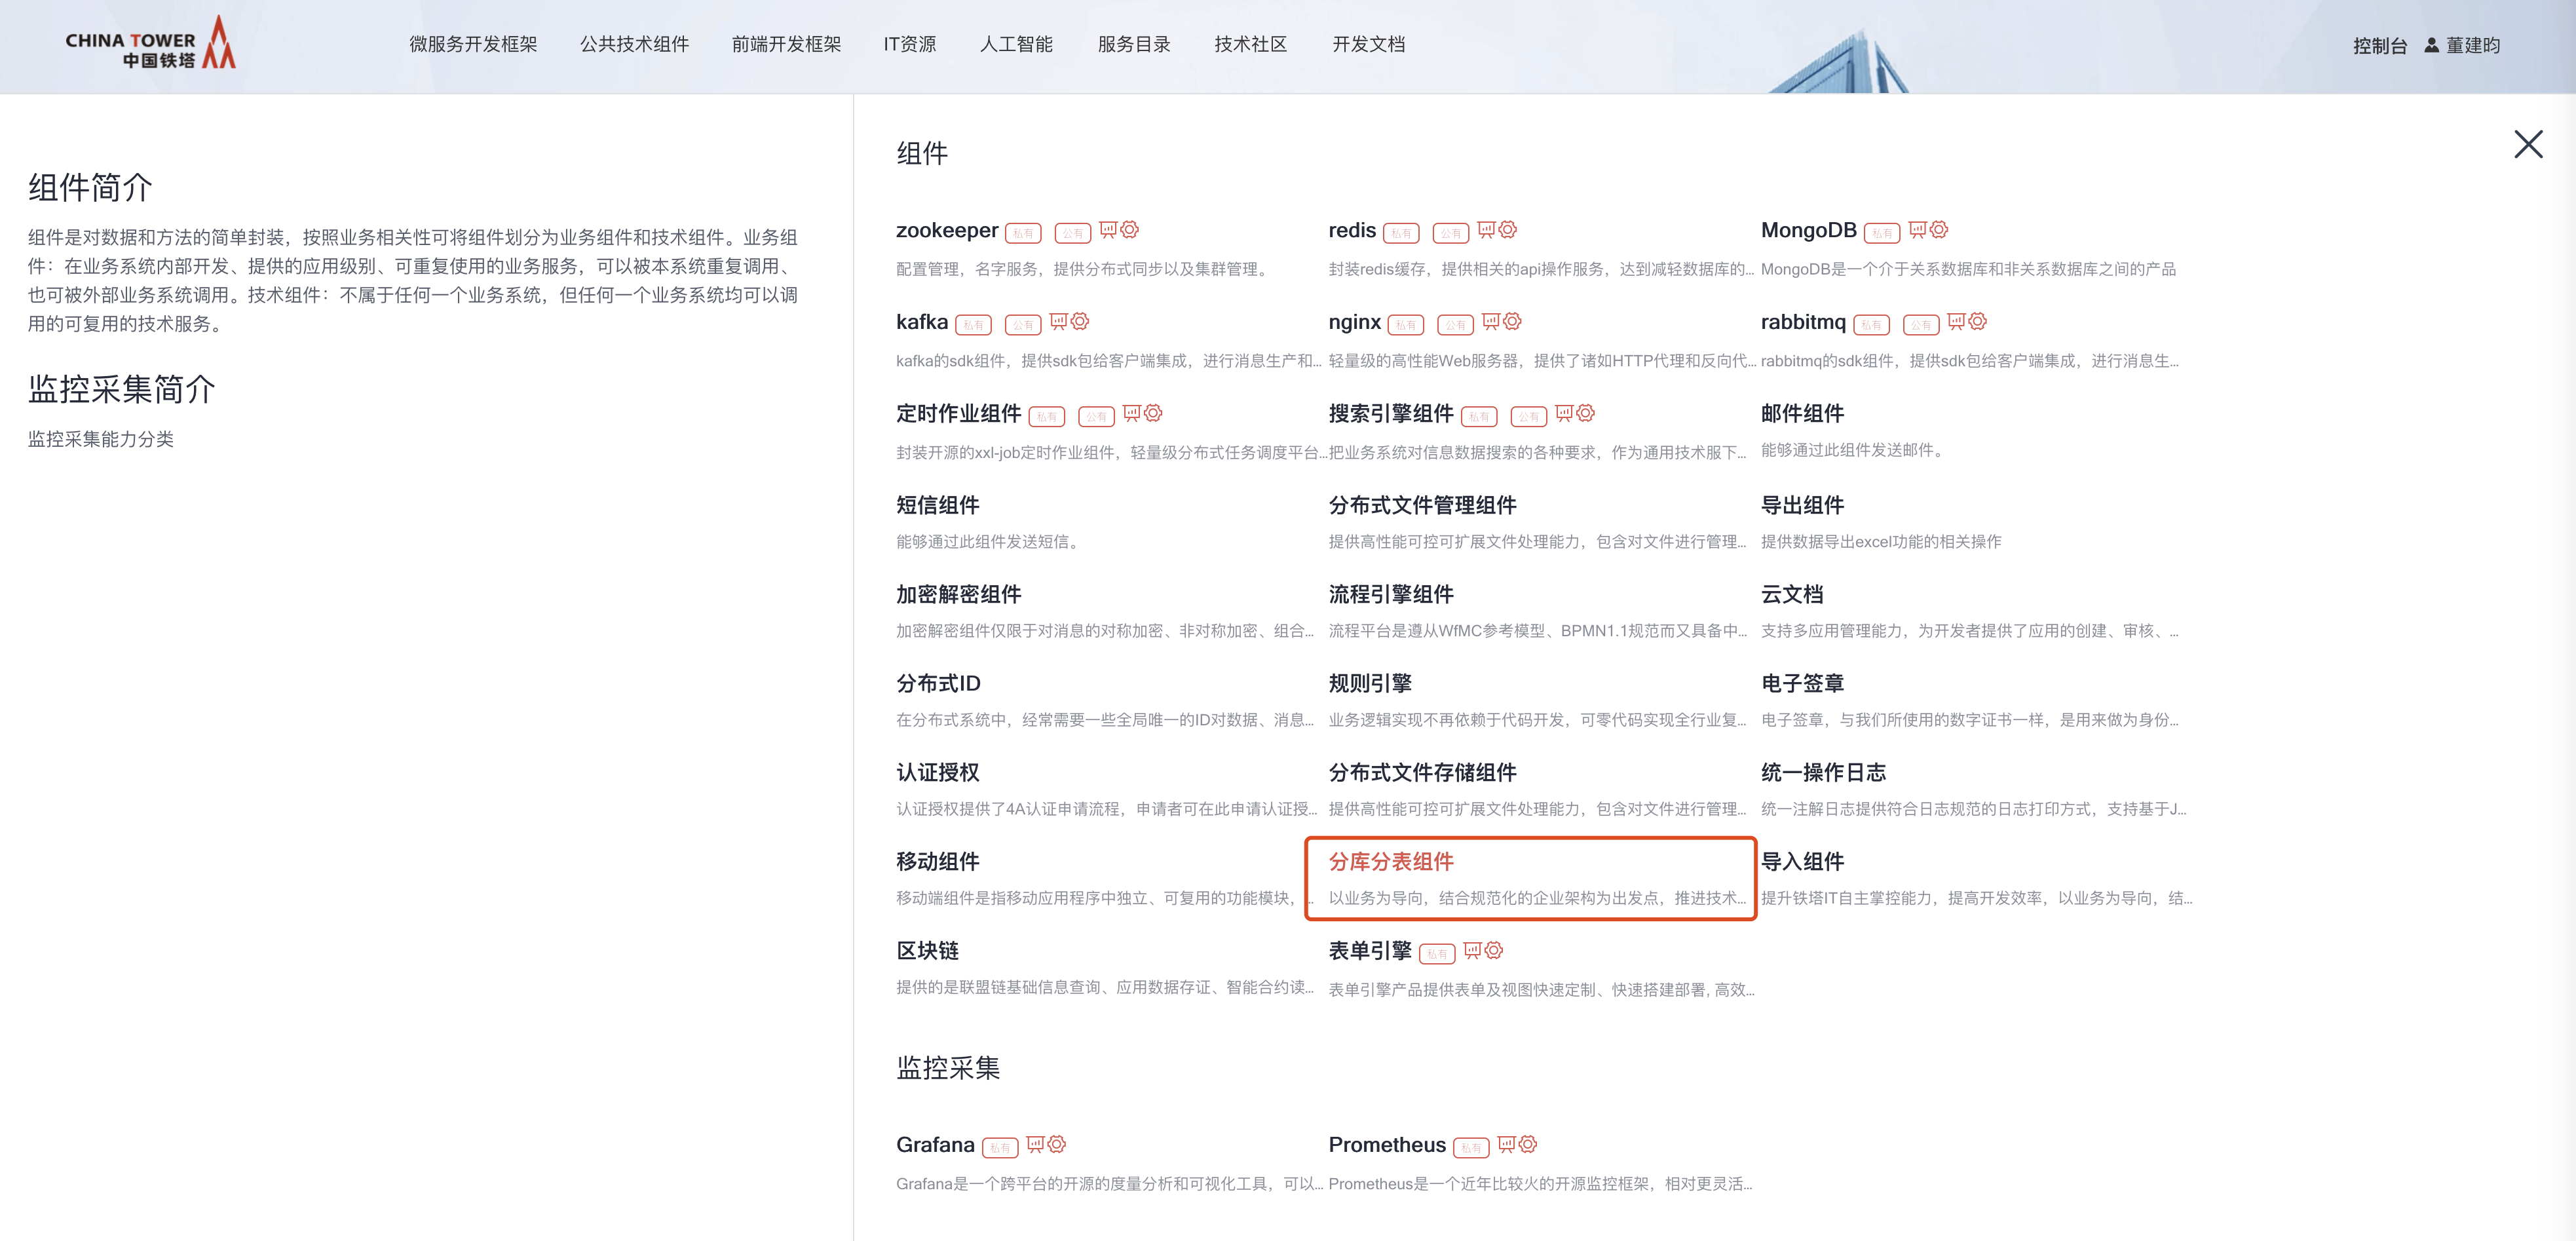 CHINA TOWER
中国铁塔
微服务开发框架 公共技术组件 前端开发框架 IT资源 人工智能 服务目录 技术社区 开发文档
控制台 董建昀
组件简介
组件是对数据和方法的简单封装，按照业务相关性可将组件划分为业务组件和技术组件。业务组
件：在业务系统内部开发、提供的应用级别、可重复使用的业务服务，可以被本系统重复调用、
也可被外部业务系统调用。技术组件：不属于任何一个业务系统，但任何一个业务系统均可以调
用的可复用的技术服务。
监控采集简介
监控采集能力分类
组件
zookeeper 私有 公有
配置管理，名字服务，提供分布式同步以及集群管理。
redis 私有 公有
封装redis缓存，提供相关的api操作服务，达到减轻数据库的...
MongoDB 私有
MongoDB是一个介于关系数据库和非关系数据库之间的产品
kafka 私有 公有
kafka的sdk组件，提供sdk包给客户端集成，进行消息生产和...
nginx 私有 公有
轻量级的高性能Web服务器，提供了诸如HTTP代理和反向代...
rabbitmq 私有 公有
rabbitmq的sdk组件，提供sdk包给客户端集成，进行消息生...
定时作业组件 私有 公有
封装开源的xxl-job定时作业组件，轻量级分布式任务调度平台...
搜索引擎组件 私有 公有
把业务系统对信息数据搜索的各种要求，作为通用技术服下...
邮件组件
能够通过此组件发送邮件。
短信组件
能够通过此组件发送短信。
分布式文件管理组件
提供高性能可控可扩展文件处理能力，包含对文件进行管理...
导出组件
提供数据导出excel功能的相关操作
加密解密组件
加密解密组件仅限于对消息的对称加密、非对称加密、组合...
流程引擎组件
流程平台是遵从WfMC参考模型、BPMN1.1规范而又具备中...
云文档
支持多应用管理能力，为开发者提供了应用的创建、审核、...
分布式ID
在分布式系统中，经常需要一些全局唯一的ID对数据、消息...
规则引擎
业务逻辑实现不再依赖于代码开发，可零代码实现全行业复...
电子签章
电子签章，与我们所使用的数字证书一样，是用来做为身份...
认证授权
认证授权提供了4A认证申请流程，申请者可在此申请认证授...
分布式文件存储组件
提供高性能可控可扩展文件处理能力，包含对文件进行管理...
统一操作日志
统一注解日志提供符合日志规范的日志打印方式，支持基于J...
移动组件
移动端组件是指移动应用程序中独立、可复用的功能模块，...
分库分表组件
以业务为导向，结合规范化的企业架构为出发点，推进技术...
导入组件
提升铁塔IT自主掌控能力，提高开发效率，以业务为导向，结...
区块链
提供的是联盟链基础信息查询、应用数据存证、智能合约读...
表单引擎 私有
表单引擎产品提供表单及视图快速定制、快速搭建部署,高效...
监控采集
Grafana 私有
Grafana是一个跨平台的开源的度量分析和可视化工具，可以...
Prometheus 私有
Prometheus是一个近年比较火的开源监控框架，相对更灵活...